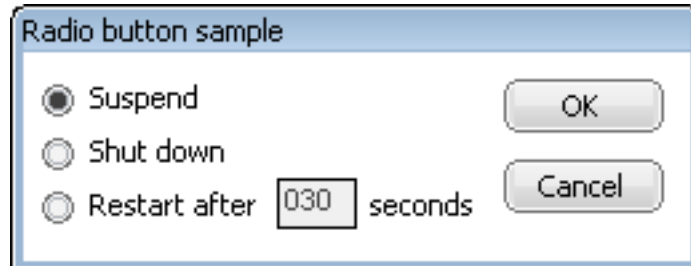 Radio button sample
Suspend
OK
Shut down
Cancel
Restart after 030 seconds